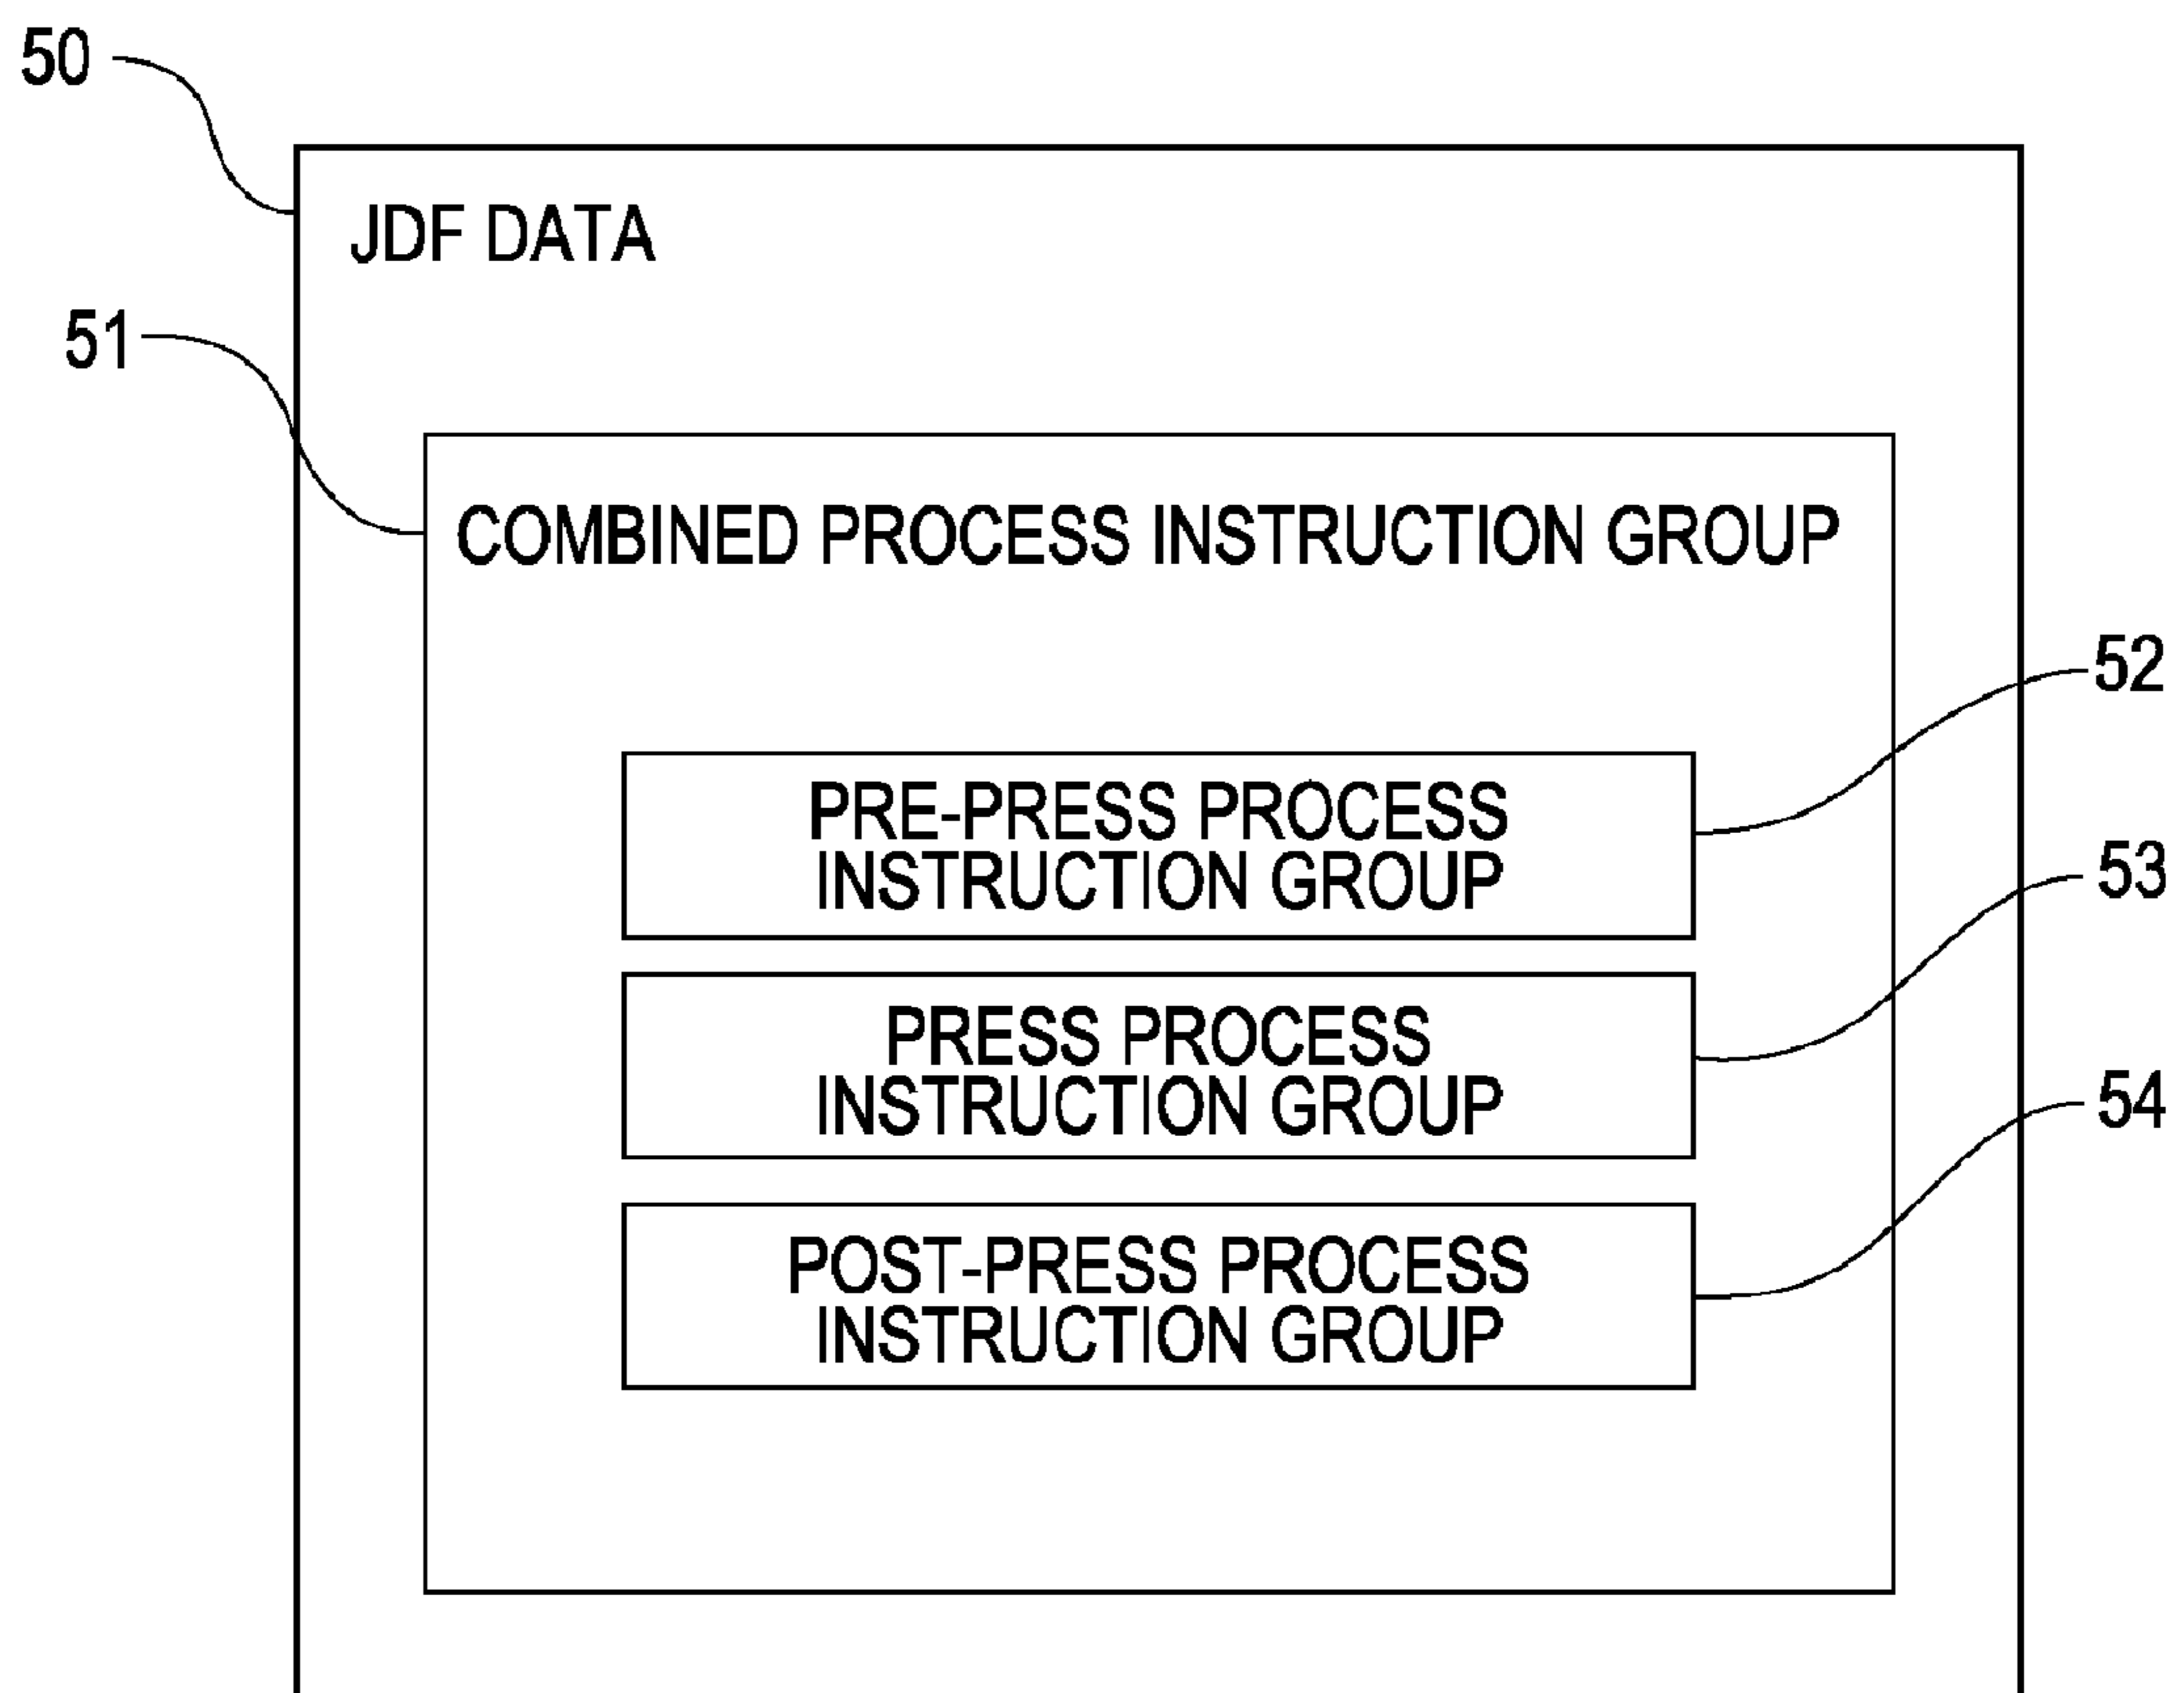 50
JDF DATA
51
COMBINED PROCESS INSTRUCTION GROUP
52
PRE-PRESS PROCESS
INSTRUCTION GROUP
53
PRESS PROCESS
INSTRUCTION GROUP
54
POST-PRESS PROCESS
INSTRUCTION GROUP